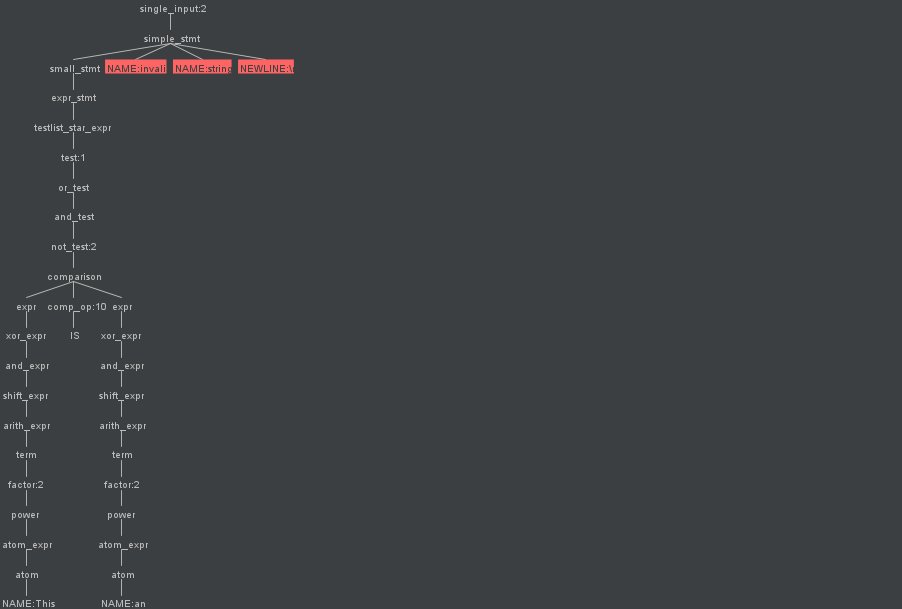 single_input:2
simple_stmt
small_stmt NAME:invali NAME:string NEWLINE:\r
expr_stmt
testlist_star_expr
test:1
or_test
and_test
not_test:2
comparison
expr comp_op:10 expr
xor_expr IS xor_expr
and_expr and_expr
shift_expr shift_expr
arith_expr arith_expr
term term
factor:2 factor:2
power power
atom_expr atom_expr
atom atom
NAME:This NAME:an